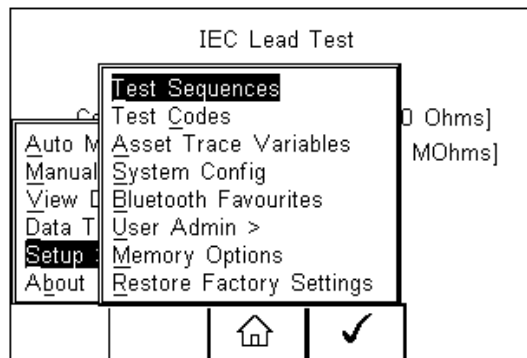 IEC Lead Test
Ohms]
MOhms]
Auto
Manual
View
Data
Setup
About
Test Sequences
Test Codes
Asset Trace Variables
System Config
Bluetooth Favourites
User Admin >
Memory Options
Restore Factory Settings